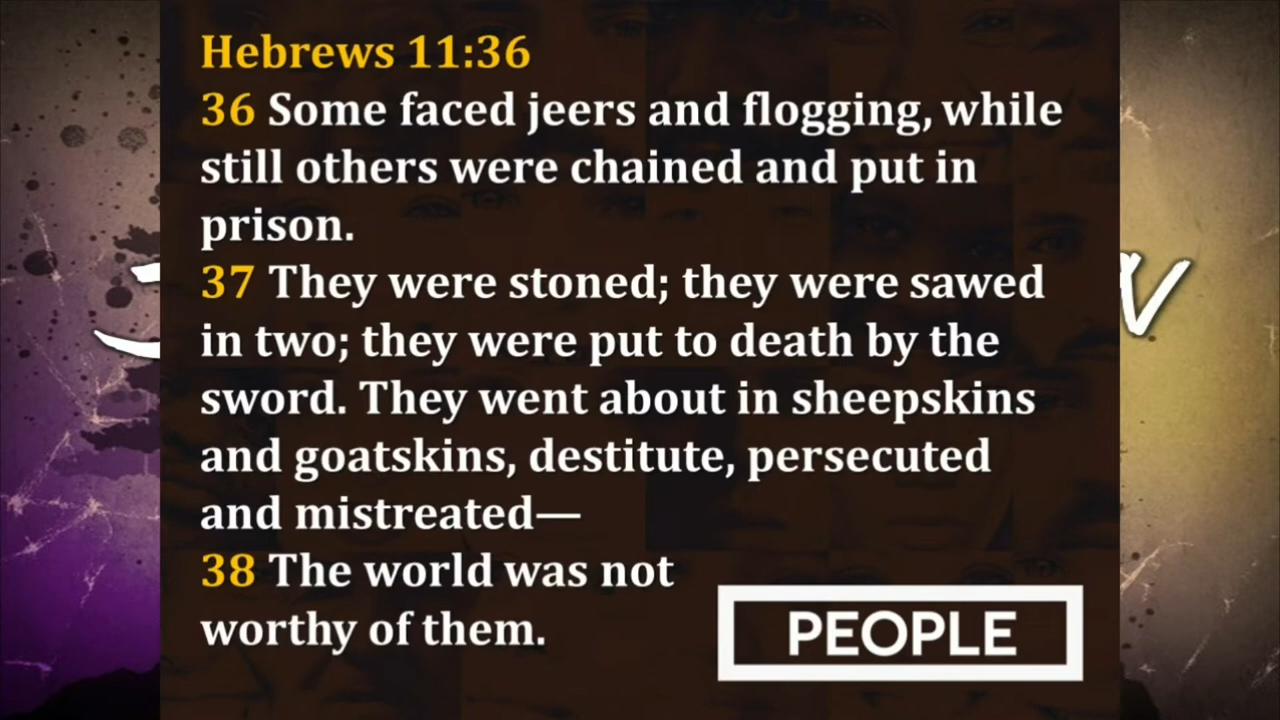 Hebrews 11:36
36 Some faced jeers and flogging, while
still others were chained and put in
prison.
37 They were stoned; they were sawed
in two; they were put to death by the
sword. They went about in sheepskins
and goatskins, destitute, persecuted
and mistreated—
38 The world was not
worthy of them.
PEOPLE